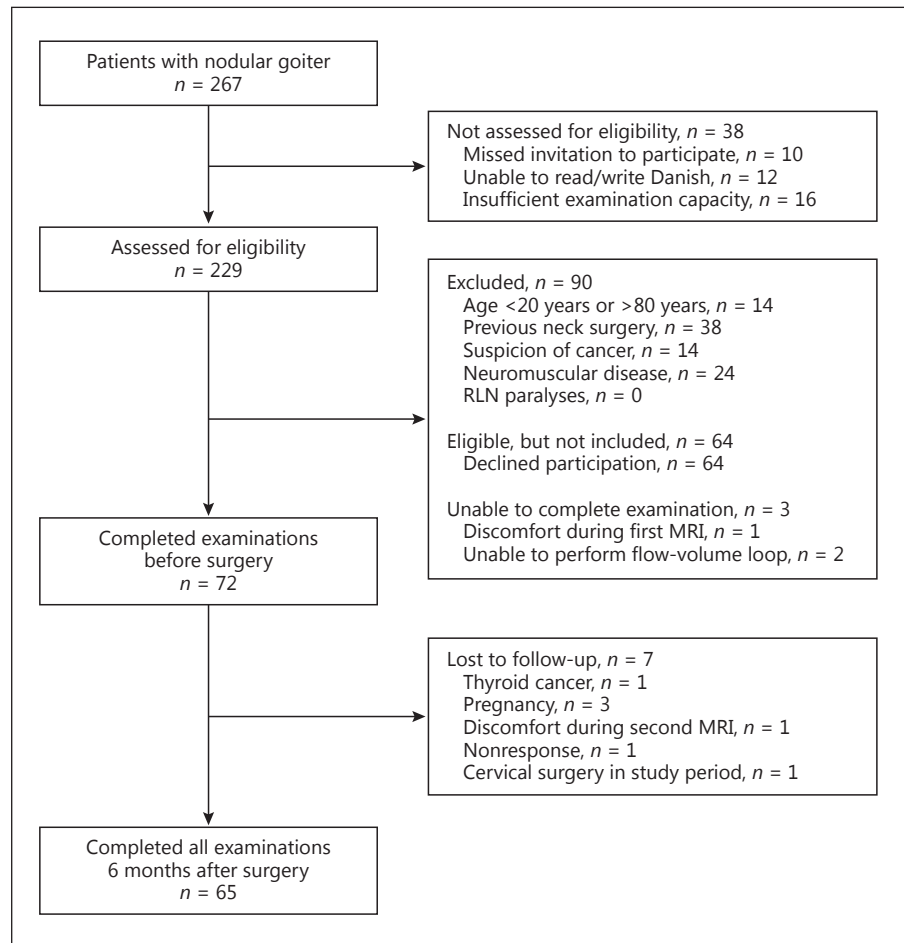 Patients with nodular goiter
n = 267
Not assessed for eligibility, n = 38
Missed invitation to participate, n = 10
Unable to read/write Danish, n = 12
Insufficient examination capacity, n = 16
Assessed for eligibility
n = 229
Excluded, n = 90
Age <20 years or >80 years, n = 14
Previous neck surgery, n = 38
Suspicion of cancer, n = 14
Neuromuscular disease, n = 24
RLN paralyses, n = 0
Eligible, but not included, n = 64
Declined participation, n = 64
Unable to complete examination, n = 3
Discomfort during first MRI, n = 1
Unable to perform flow-volume loop, n = 2
Completed examinations
before surgery
n = 72
Lost to follow-up, n = 7
Thyroid cancer, n = 1
Pregnancy, n = 3
Discomfort during second MRI, n = 1
Nonresponse, n = 1
Cervical surgery in study period, n = 1
Completed all examinations
6 months after surgery
n = 65